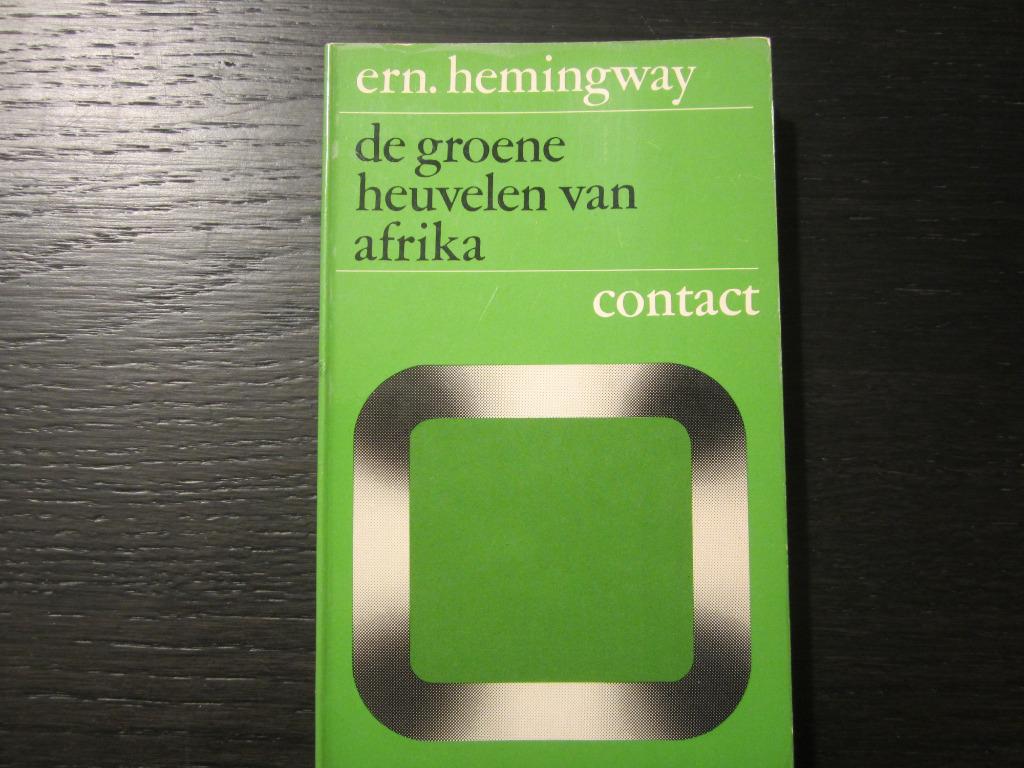 ern. hemingway
de groene
heuvelen van
afrika
contact